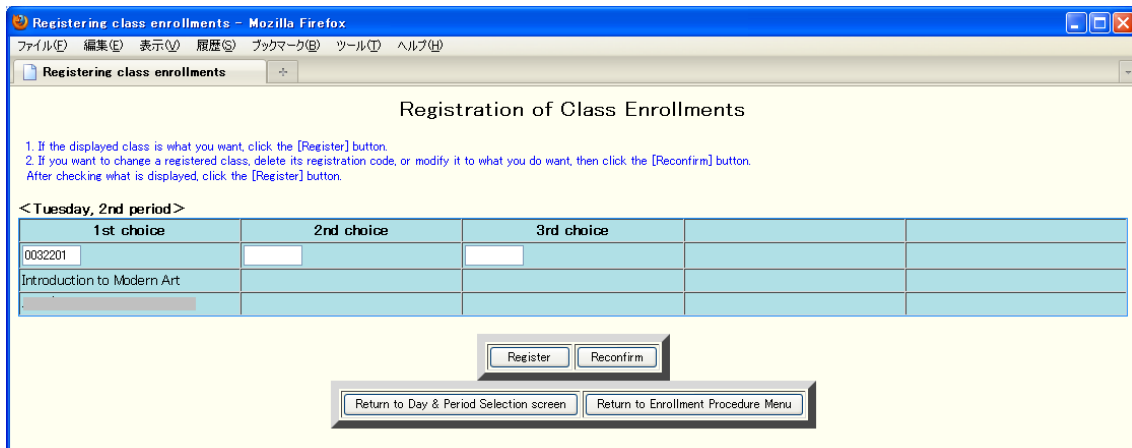 Registering class enrollments - Mozilla Firefox
ファイル(F) 編集(E) 表示(V) 履歴(S) ブックマーク(B) ツール(T) ヘルプ(H)
Registering class enrollments
Registration of Class Enrollments
1. If the displayed class is what you want, click the [Register] button.
2. If you want to change a registered class, delete its registration code, or modify it to what you do want, then click the [Reconfirm] button.
After checking what is displayed, click the [Register] button.
＜Tuesday, 2nd period＞
1st choice 2nd choice 3rd choice
0032201
Introduction to Modern Art
Register Reconfirm
Return to Day & Period Selection screen Return to Enrollment Procedure Menu